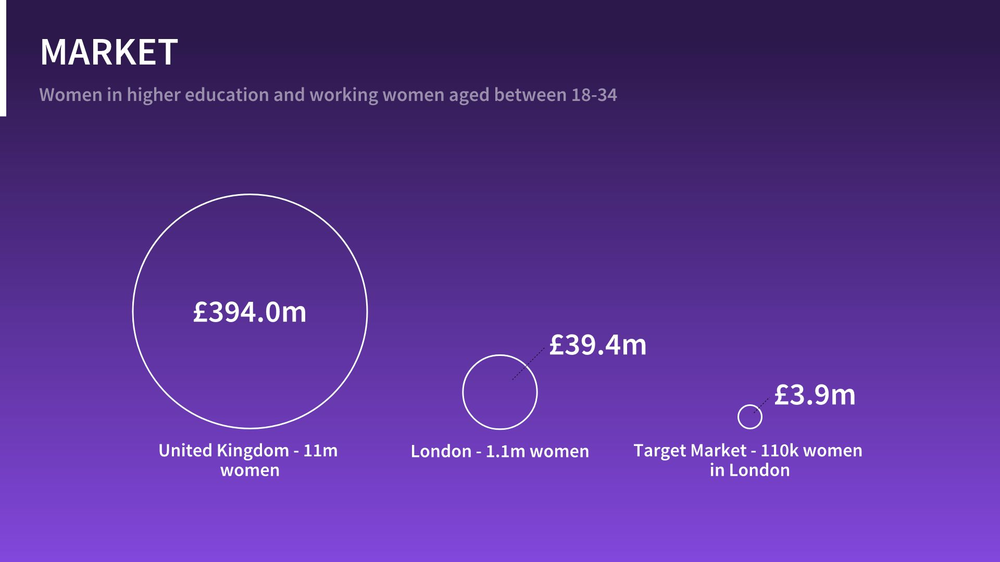 MARKET
Women in higher education and working women aged between 18-34
£394.0m
£39.4m
£3.9m
United Kingdom - 11m
women
London - 1.1m women
Target Market - 110k women
in London